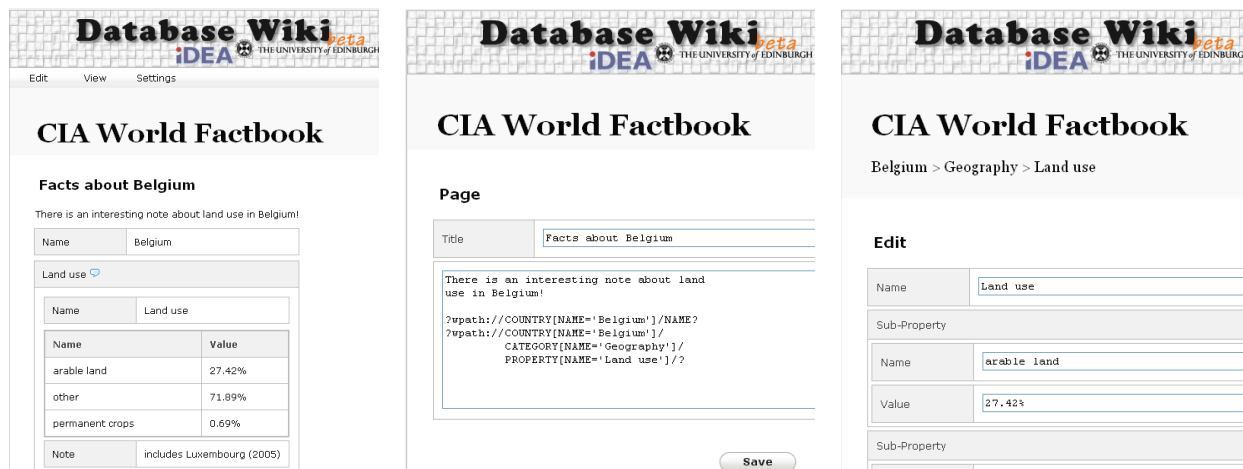 Database Wiki beta
iDEA THE UNIVERSITY of EDINBURGH
Edit View Settings
CIA World Factbook
Facts about Belgium
There is an interesting note about land use in Belgium!
Name Belgium
Land use
Name Land use
Name Value
arable land 27.42%
other 71.89%
permanent crops 0.69%
Note includes Luxembourg (2005)
Database Wiki beta
iDEA THE UNIVERSITY of EDINBURGH
CIA World Factbook
Page
Title Facts about Belgium
There is an interesting note about land
use in Belgium!
?wpath://COUNTRY[NAME='Belgium']/NAME?
?wpath://COUNTRY[NAME='Belgium']/
CATEGORY[NAME='Geography']/
PROPERTY[NAME='Land use']/?
Save
Database Wiki beta
iDEA THE UNIVERSITY of EDINBURG
CIA World Factbook
Belgium > Geography > Land use
Edit
Name Land use
Sub-Property
Name arable land
Value 27.42%
Sub-Property